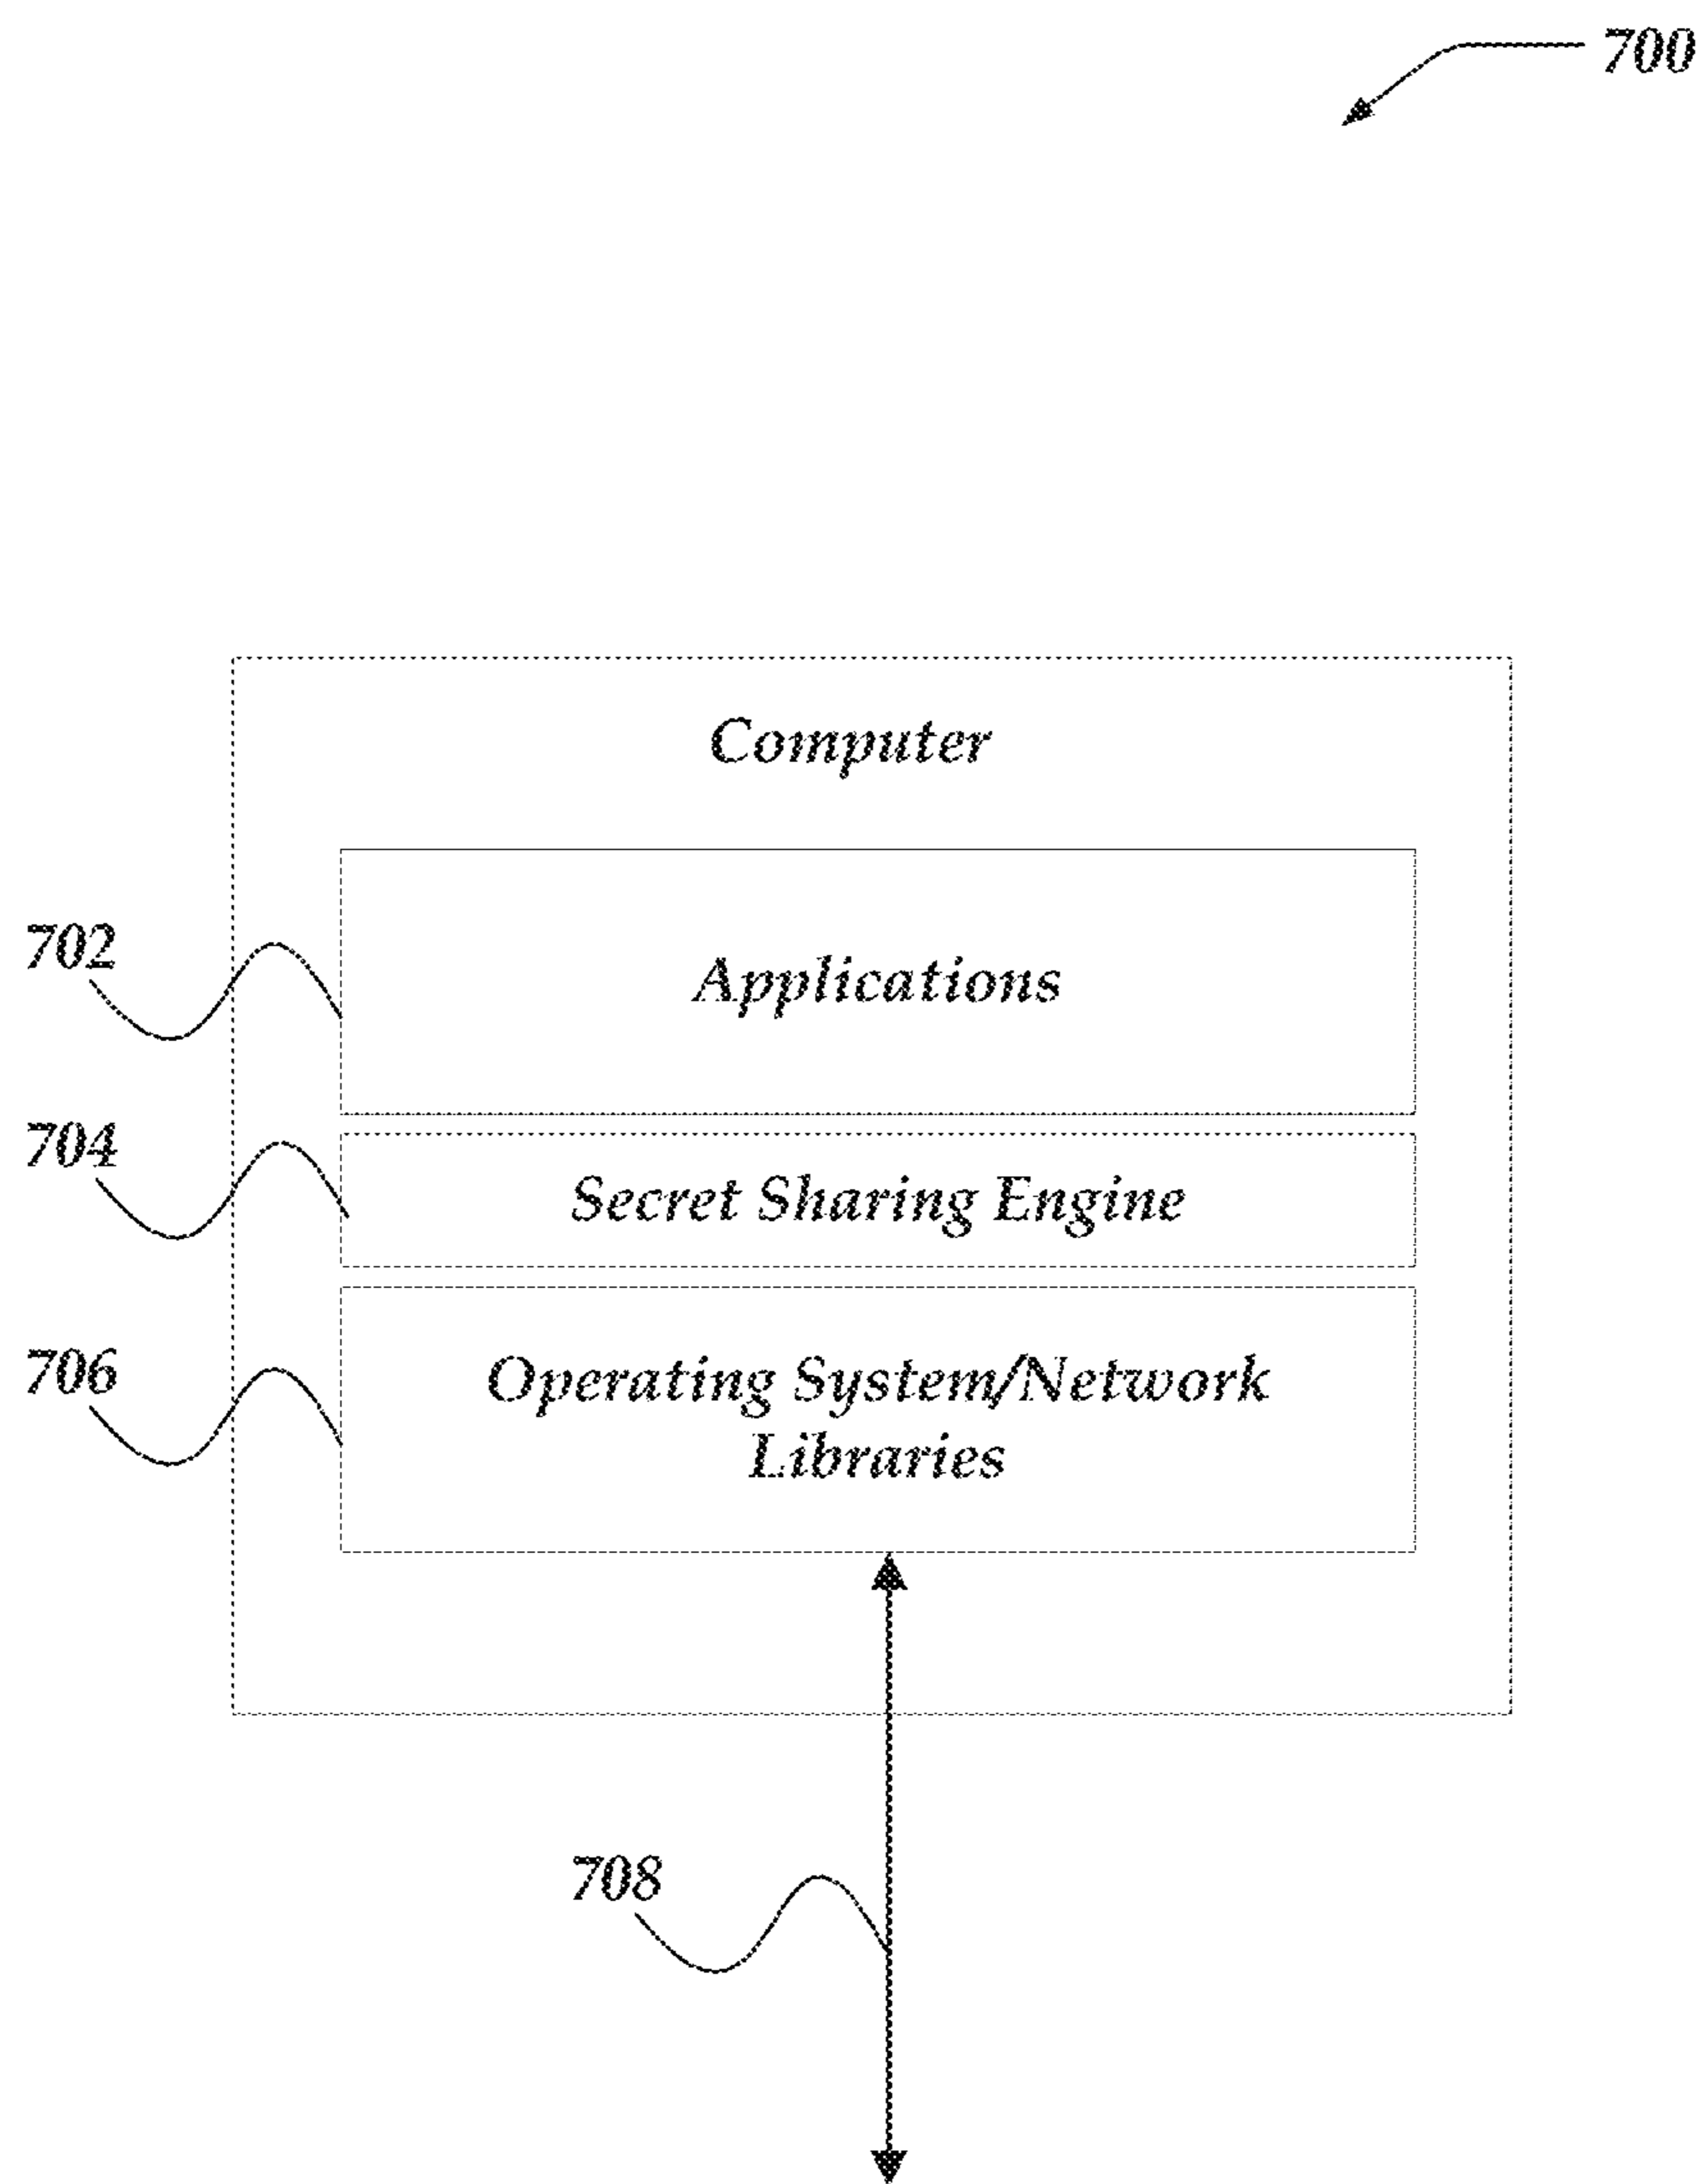 700
Computer
702
Applications
704
Secret Sharing Engine
706
Operating System/Network
Libraries
708